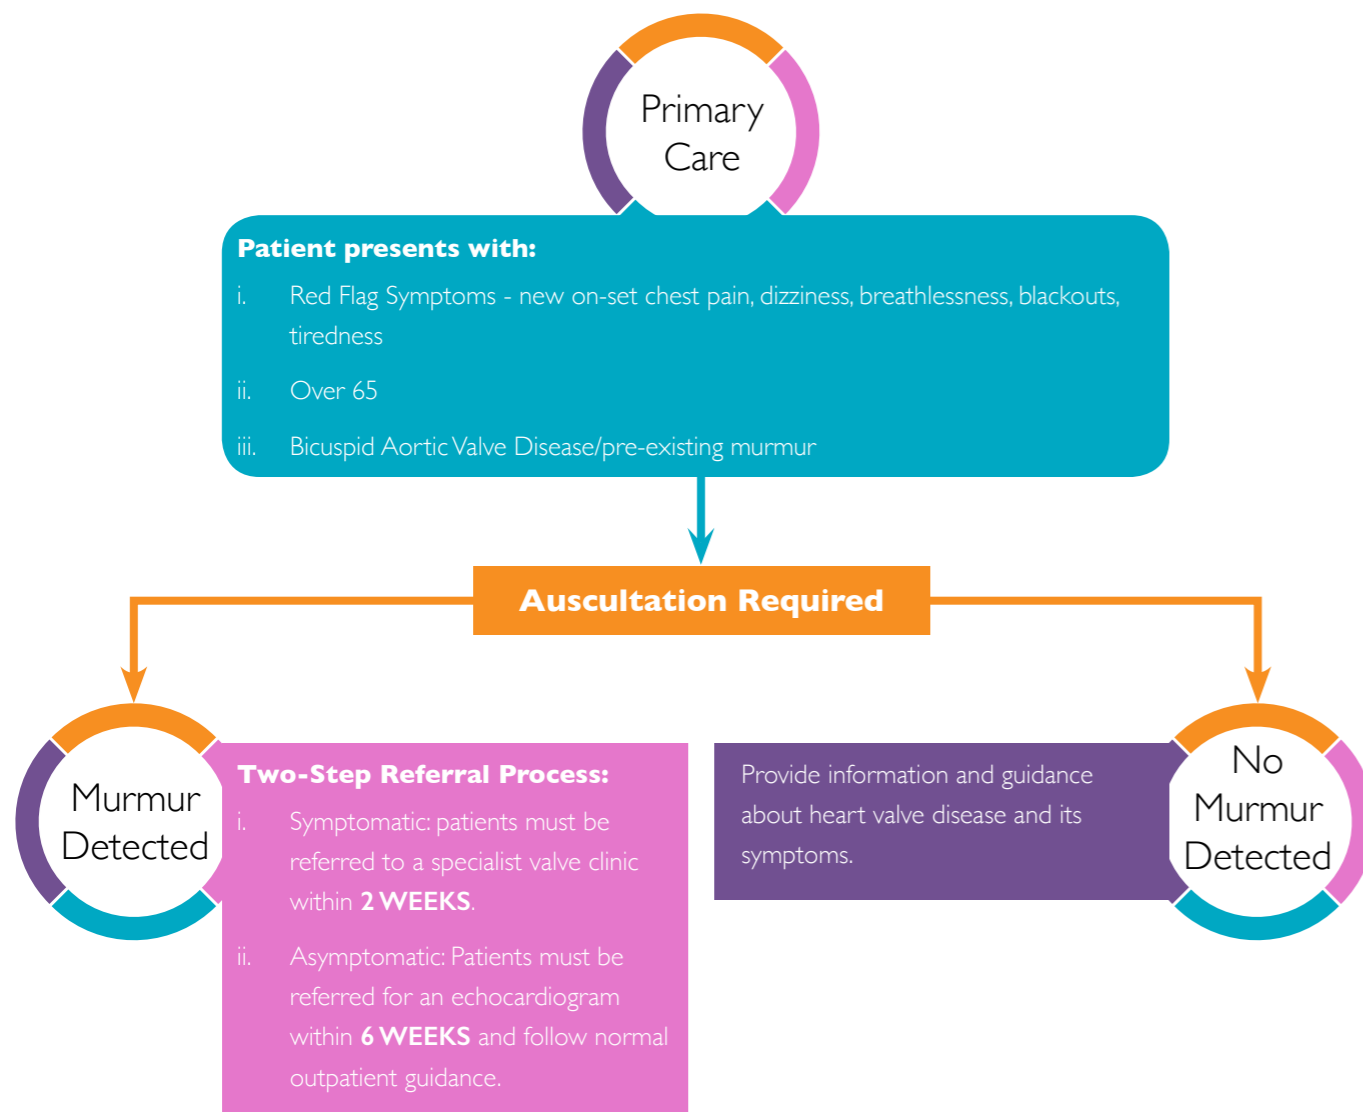 Primary
Care
Patient presents with:
i. Red Flag Symptoms - new on-set chest pain, dizziness, breathlessness, blackouts,
tiredness
ii. Over 65
iii. Bicuspid Aortic Valve Disease/pre-existing murmur
Auscultation Required
Murmur
Detected
Two-Step Referral Process:
i. Symptomatic: patients must be
referred to a specialist valve clinic
within 2 WEEKS.
ii. Asymptomatic: Patients must be
referred for an echocardiogram
within 6 WEEKS and follow normal
outpatient guidance.
Provide information and guidance
about heart valve disease and its
symptoms.
No
Murmur
Detected